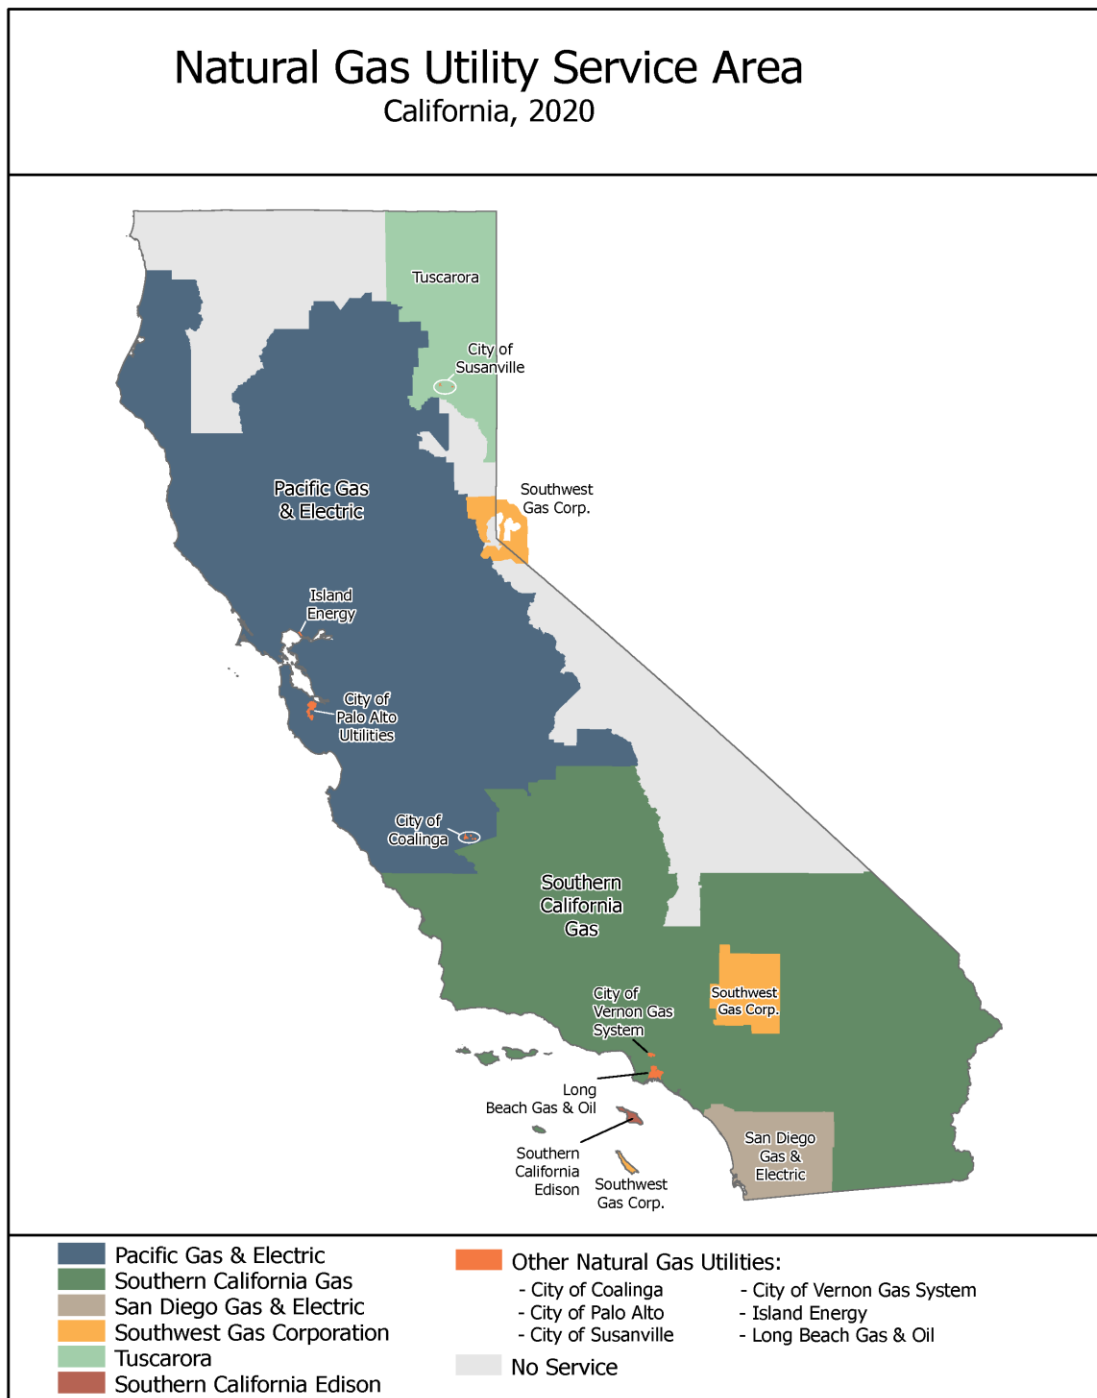 Natural Gas Utility Service Area
California, 2020
Tuscarora
City of
Susanville
Southwest
Gas Corp.
Pacific Gas
& Electric
Island
Energy
City of
Palo Alto
Ultilities
City of
Coalinga
Southern
California
Gas
Southwest
Gas Corp.
City of
Vernon Gas
System
Long
Beach Gas & Oil
Southern
California
Edison
Southwest
Gas Corp.
San Diego
Gas &
Electric
Pacific Gas & Electric
Southern California Gas
San Diego Gas & Electric
Southwest Gas Corporation
Tuscarora
Southern California Edison
Other Natural Gas Utilities:
- City of Coalinga
- City of Palo Alto
- City of Susanville
- City of Vernon Gas System
- Island Energy
- Long Beach Gas & Oil
No Service